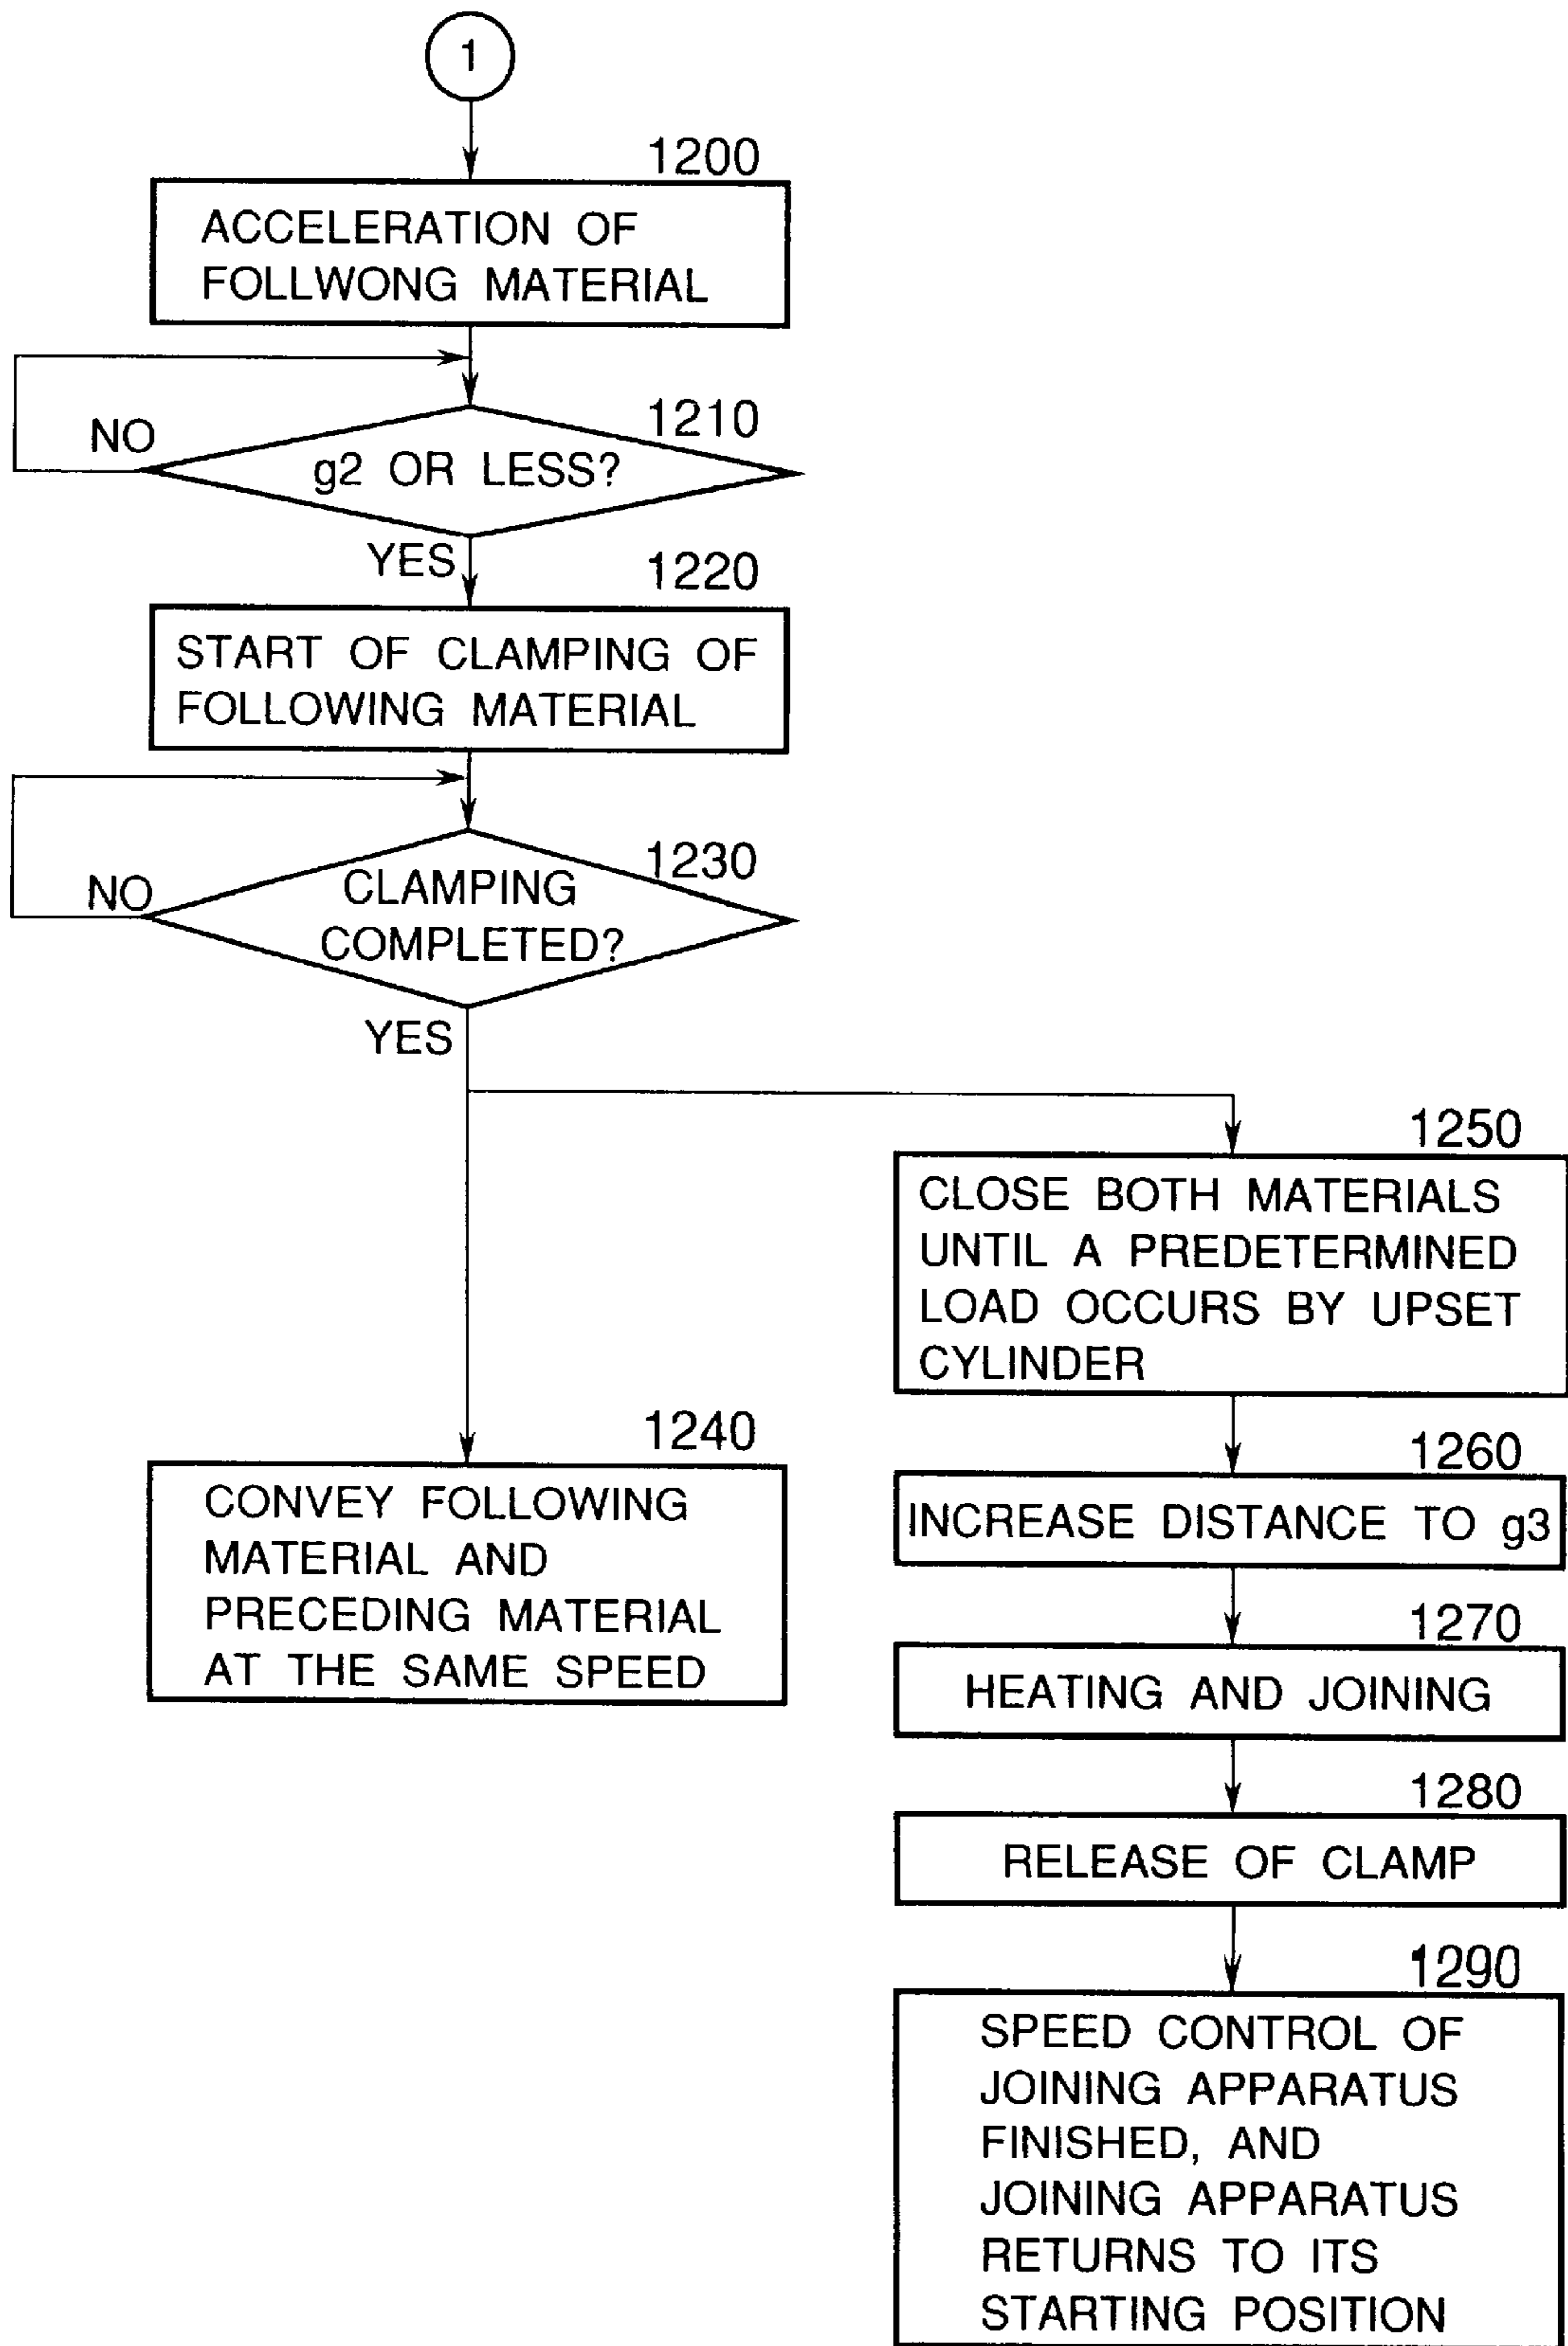 1
1200
ACCELERATION OF
FOLLWONG MATERIAL
1210
NO
g2 OR LESS?
YES
1220
START OF CLAMPING OF
FOLLOWING MATERIAL
1230
NO
CLAMPING
COMPLETED?
YES
1240
CONVEY FOLLOWING
MATERIAL AND
PRECEDING MATERIAL
AT THE SAME SPEED
1250
CLOSE BOTH MATERIALS
UNTIL A PREDETERMINED
LOAD OCCURS BY UPSET
CYLINDER
1260
INCREASE DISTANCE TO g3
1270
HEATING AND JOINING
1280
RELEASE OF CLAMP
1290
SPEED CONTROL OF
JOINING APPARATUS
FINISHED, AND
JOINING APPARATUS
RETURNS TO ITS
STARTING POSITION